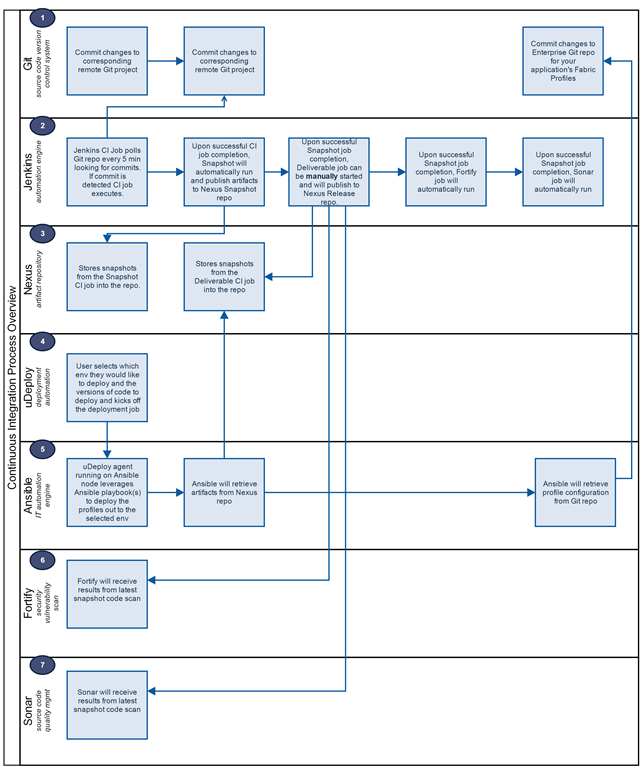 Continuous Integration Process Overview
1
Git
source code version
control system
Commit changes to
corresponding
remote Git project
Commit changes to
corresponding
remote Git project
Commit changes to
Enterprise Git repo
for your
application's Fabric
Profiles
2
Jenkins
automation engine
Jenkins CI Job polls
Git repo every 5 min
looking for commits.
If commit is
detected CI job
executes.
Upon successful CI
job completion,
Snapshot will
automatically run
and publish artifacts
to Nexus Snapshot
repo
Upon successful
Snapshot job
completion,
Deliverable job can
be manually started
and will publish to
Nexus Release
repo.
Upon successful
Snapshot job
completion, Fortify
job will
automatically run
Upon successful
Snapshot job
completion, Sonar
job will
automatically run
3
Nexus
artifact repository
Stores snapshots
from the Snapshot
CI job into the repo.
Stores snapshots
from the
Deliverable CI job
into the repo
4
uDeploy
deployment
automation
User selects which
env they would like
to deploy and the
versions of code to
deploy and kicks off
the deployment job
5
Ansible
IT automation
engine
uDeploy agent
running on Ansible
node leverages
Ansible playbook(s)
to deploy the
profiles out to the
selected env
Ansible will retrieve
artifacts from Nexus
repo
Ansible will retrieve
profile configuration
from Git repo
6
Fortify
security
vulnerability
scan
Fortify will receive
results from latest
snapshot code scan
7
Sonar
source code
quality mgmt
Sonar will receive
results from latest
snapshot code scan